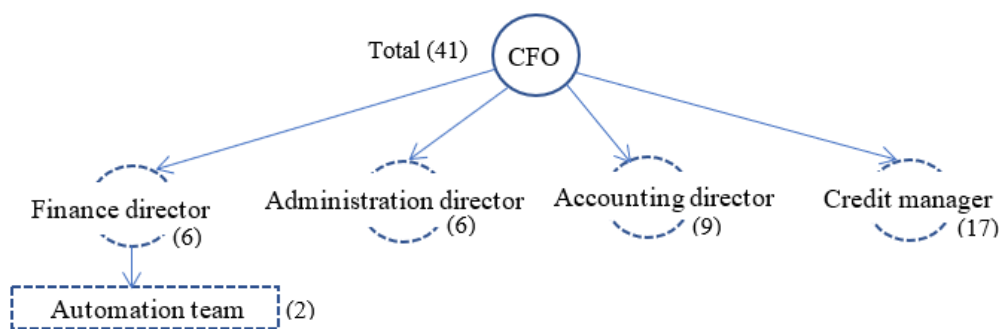 Total (41)
CFO
Finance director
(6)
Administration director
(6)
Accounting director
(9)
Credit manager
(17)
Automation team
(2)